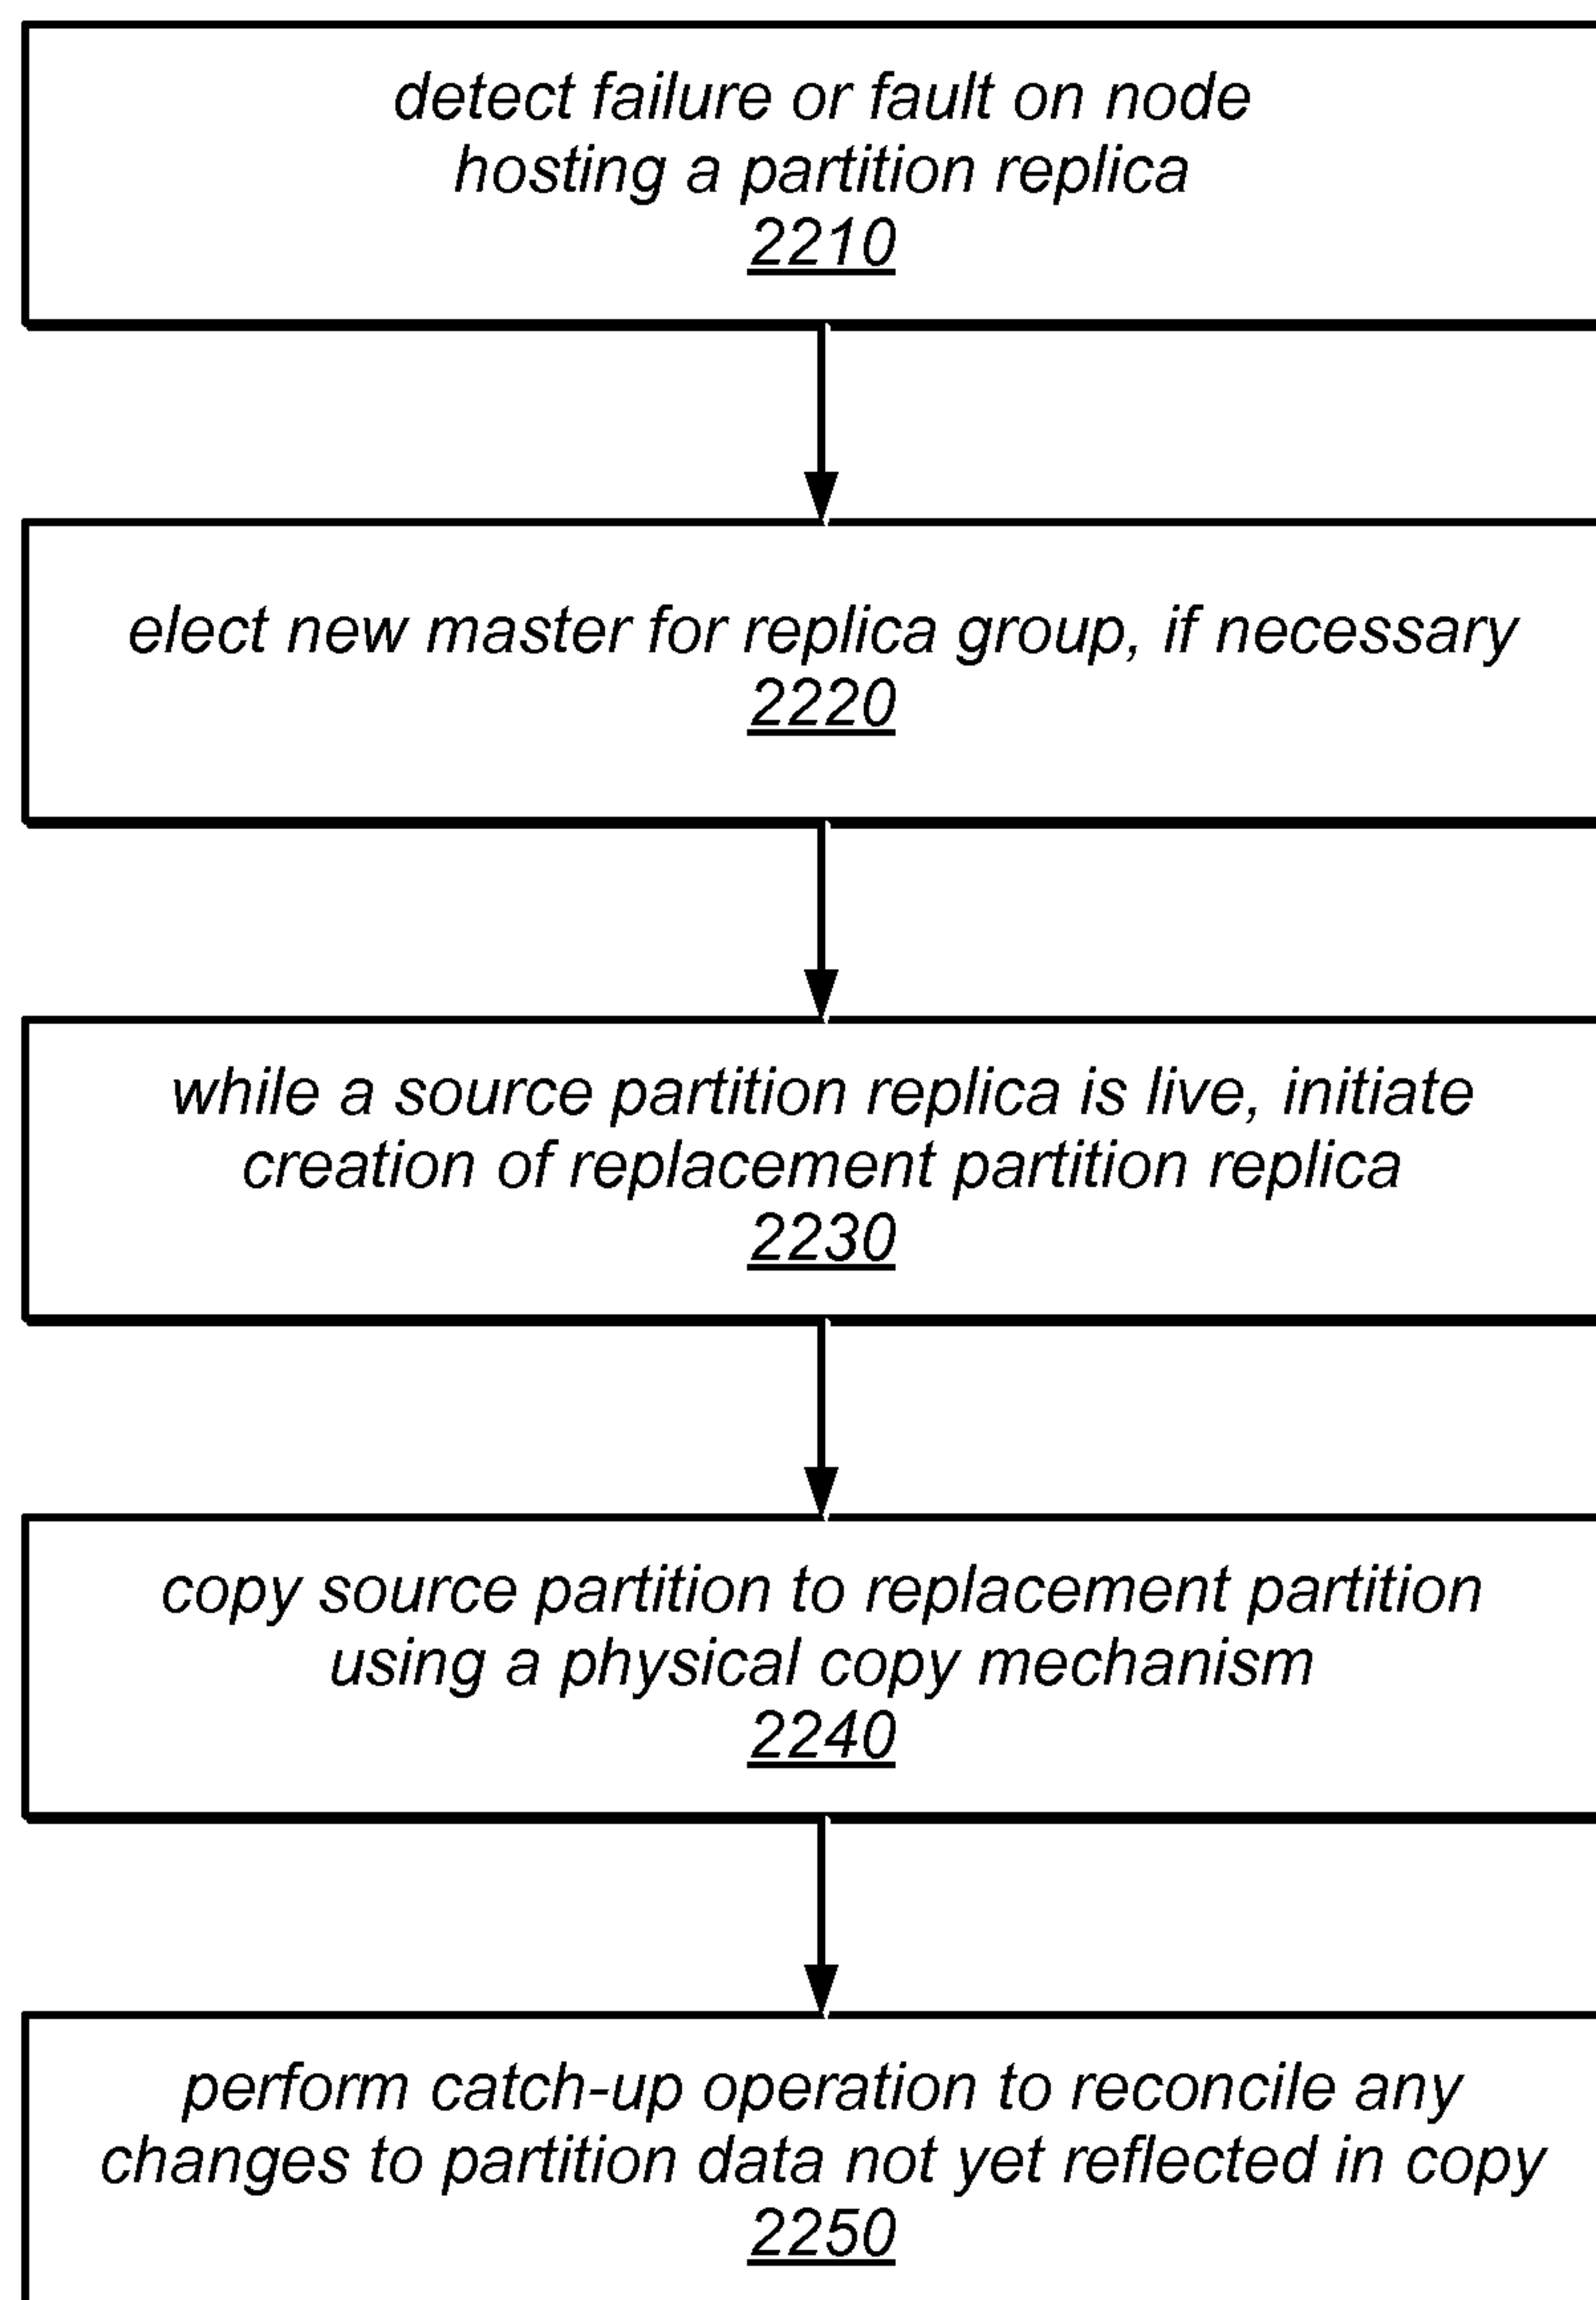 detect failure or fault on node
hosting a partition replica
2210
elect new master for replica group, if necessary
2220
while a source partition replica is live, initiate
creation of replacement partition replica
2230
copy source partition to replacement partition
using a physical copy mechanism
2240
perform catch-up operation to reconcile any
changes to partition data not yet reflected in copy
2250